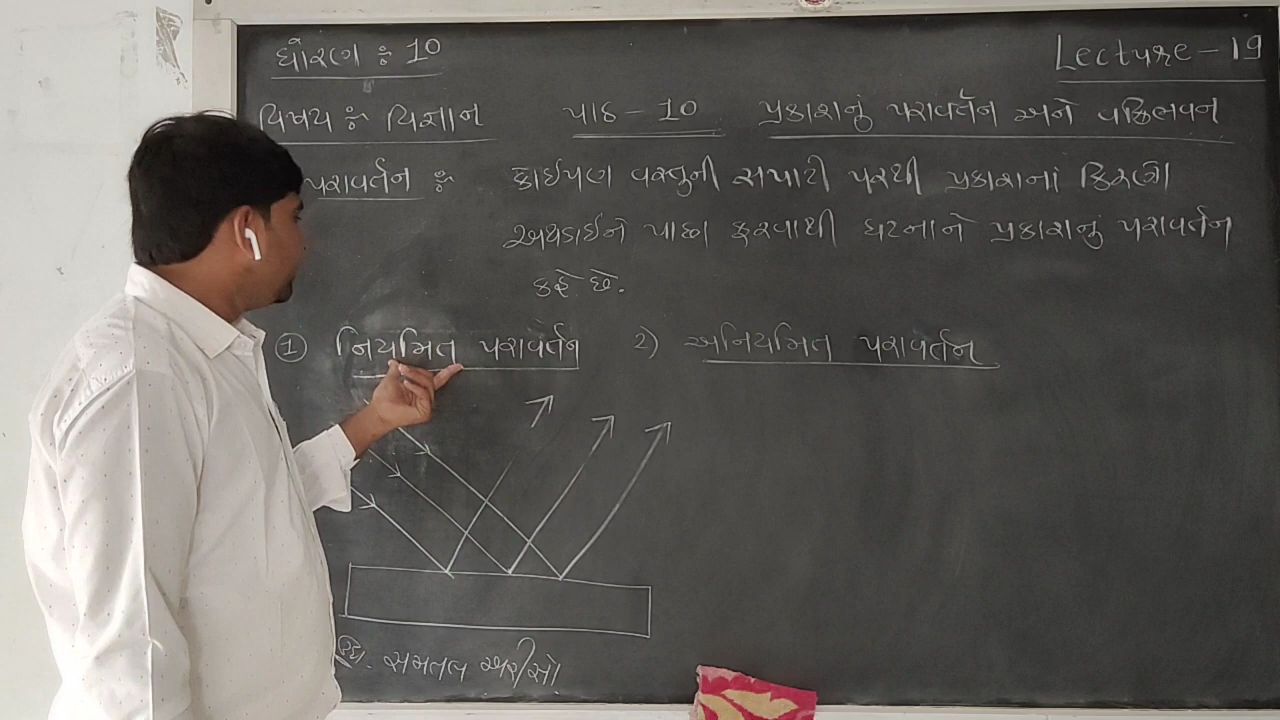 ધોરણ ઃ 10
Lecture - 19
વિષય ઃ વિજ્ઞાન પાઠ - 10 પ્રકાશનું પરાવર્તન અને વક્રિભવન
પરાવર્તન ઃ કોઈપણ વસ્તુની સપાટી પરથી પ્રકાશનાં કિરણો
અથડાઈને પાછા ફરવાથી ઘટનાને પ્રકાશનું પરાવર્તન
કહે છે.
① નિયમિત પરાવર્તન 2) અનિયમિત પરાવર્તન
સમતલ અરીસો